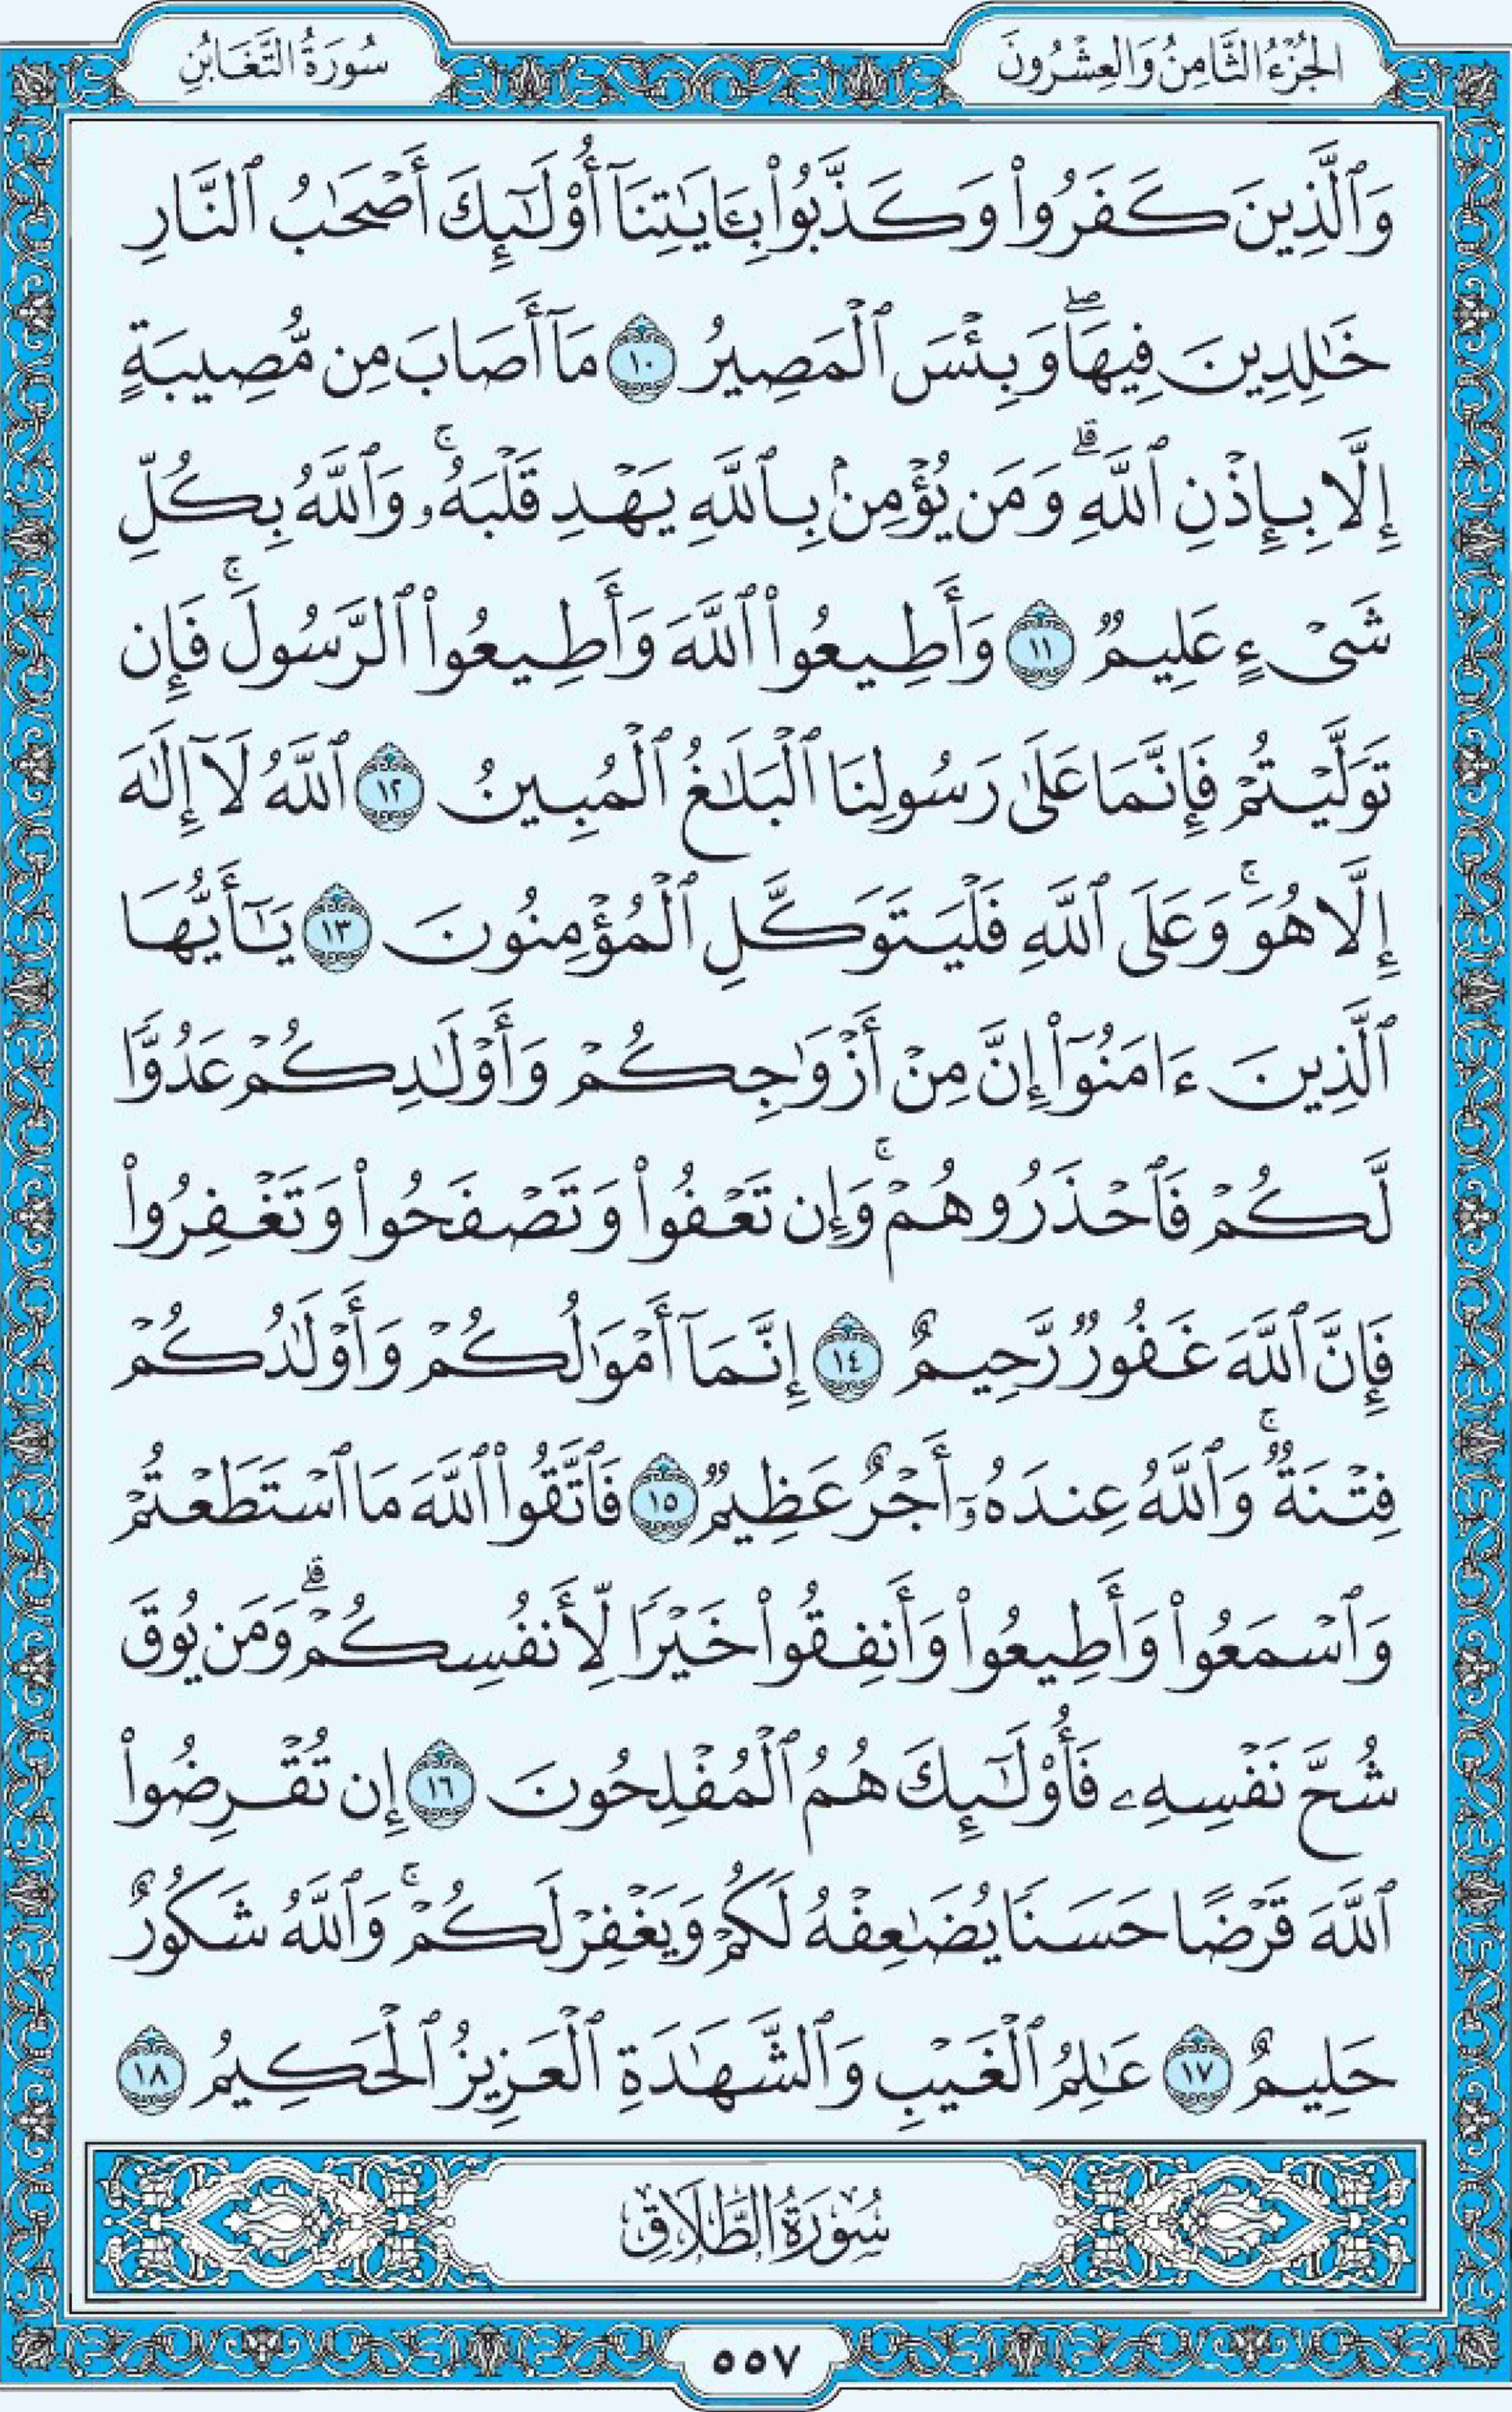 الجُزْءُ الثَّامِنُ وَالعِشْرُونَ
سُورَةُ التَّغَابُنِ
وَٱلَّذِينَ كَفَرُوا۟ وَكَذَّبُوا۟ بِـَٔايَٰتِنَآ أُو۟لَٰٓئِكَ أَصْحَٰبُ ٱلنَّارِ
خَٰلِدِينَ فِيهَا ۖ وَبِئْسَ ٱلْمَصِيرُ ١٠ مَآ أَصَابَ مِن مُّصِيبَةٍ
إِلَّا بِإِذْنِ ٱللَّهِ ۗ وَمَن يُؤْمِنۢ بِٱللَّهِ يَهْدِ قَلْبَهُۥ ۚ وَٱللَّهُ بِكُلِّ
شَىْءٍ عَلِيمٌ ١١ وَأَطِيعُوا۟ ٱللَّهَ وَأَطِيعُوا۟ ٱلرَّسُولَ ۚ فَإِن
تَوَلَّيْتُمْ فَإِنَّمَا عَلَىٰ رَسُولِنَا ٱلْبَلَٰغُ ٱلْمُبِينُ ١٢ ٱللَّهُ لَآ إِلَٰهَ
إِلَّا هُوَ ۚ وَعَلَى ٱللَّهِ فَلْيَتَوَكَّلِ ٱلْمُؤْمِنُونَ ١٣ يَٰٓأَيُّهَا
ٱلَّذِينَ ءَامَنُوٓا۟ إِنَّ مِنْ أَزْوَٰجِكُمْ وَأَوْلَٰدِكُمْ عَدُوًّا
لَّكُمْ فَٱحْذَرُوهُمْ ۚ وَإِن تَعْفُوا۟ وَتَصْفَحُوا۟ وَتَغْفِرُوا۟
فَإِنَّ ٱللَّهَ غَفُورٌ رَّحِيمٌ ١٤ إِنَّمَآ أَمْوَٰلُكُمْ وَأَوْلَٰدُكُمْ
فِتْنَةٌ ۚ وَٱللَّهُ عِندَهُۥٓ أَجْرٌ عَظِيمٌ ١٥ فَٱتَّقُوا۟ ٱللَّهَ مَا ٱسْتَطَعْتُمْ
وَٱسْمَعُوا۟ وَأَطِيعُوا۟ وَأَنفِقُوا۟ خَيْرًا لِّأَنفُسِكُمْ ۗ وَمَن يُوقَ
شُحَّ نَفْسِهِۦ فَأُو۟لَٰٓئِكَ هُمُ ٱلْمُفْلِحُونَ ١٦ إِن تُقْرِضُوا۟
ٱللَّهَ قَرْضًا حَسَنًا يُضَٰعِفْهُ لَكُمْ وَيَغْفِرْ لَكُمْ ۚ وَٱللَّهُ شَكُورٌ
حَلِيمٌ ١٧ عَٰلِمُ ٱلْغَيْبِ وَٱلشَّهَٰدَةِ ٱلْعَزِيزُ ٱلْحَكِيمُ ١٨
سُورَةُ الطَّلَاقِ
٥٥٧